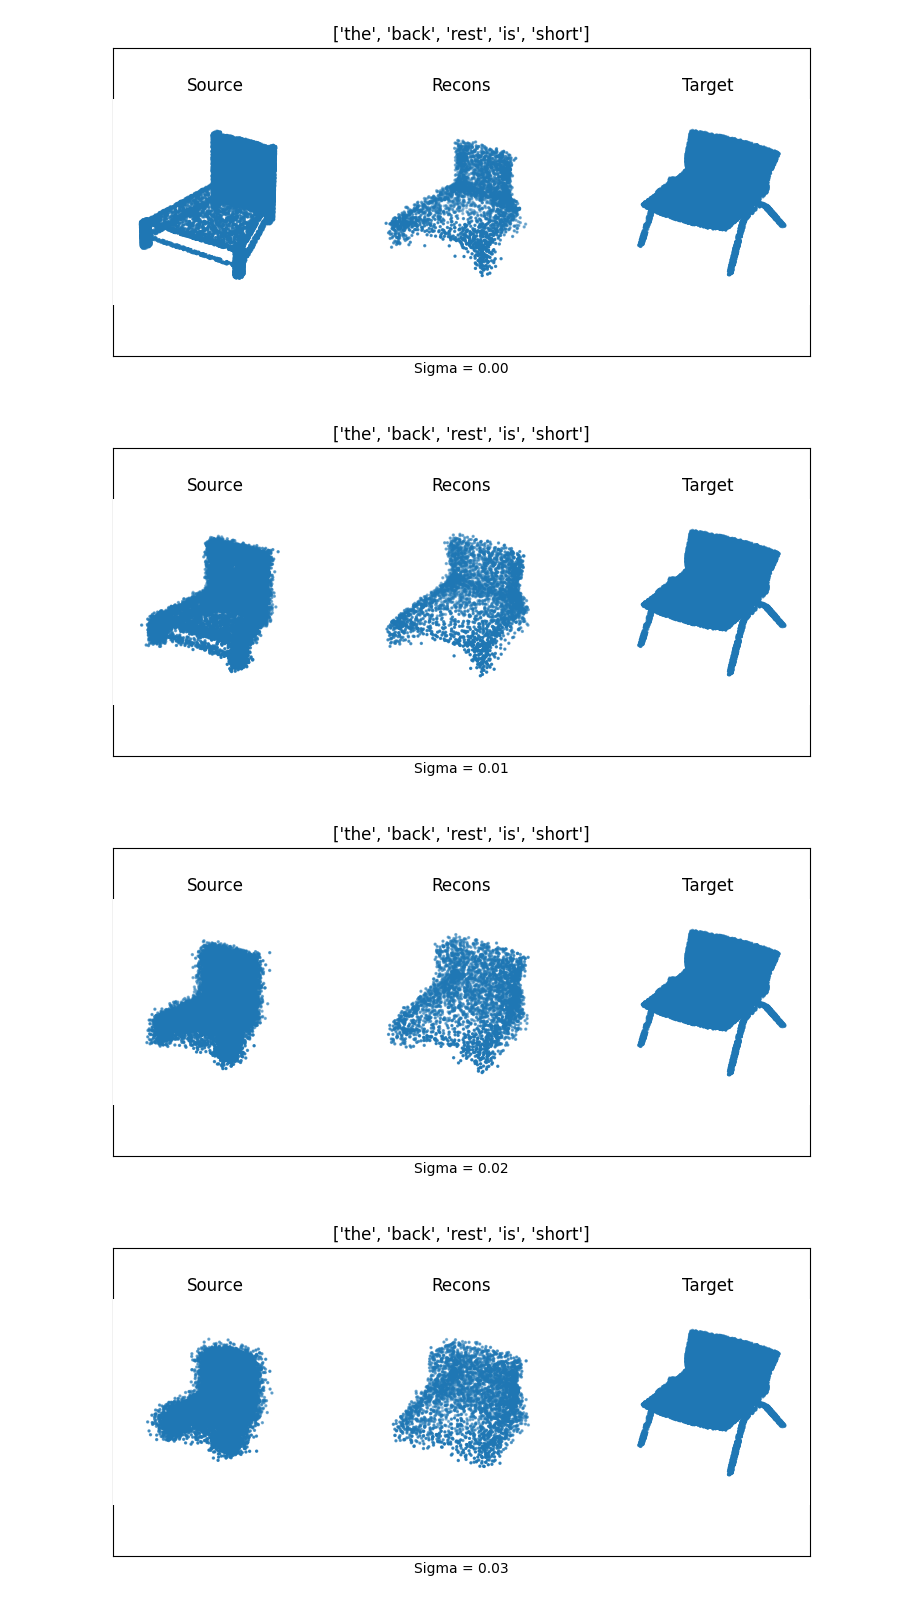 ['the', 'back', 'rest', 'is', 'short']
Source Recons Target
Sigma = 0.00
['the', 'back', 'rest', 'is', 'short']
Source Recons Target
Sigma = 0.01
['the', 'back', 'rest', 'is', 'short']
Source Recons Target
Sigma = 0.02
['the', 'back', 'rest', 'is', 'short']
Source Recons Target
Sigma = 0.03